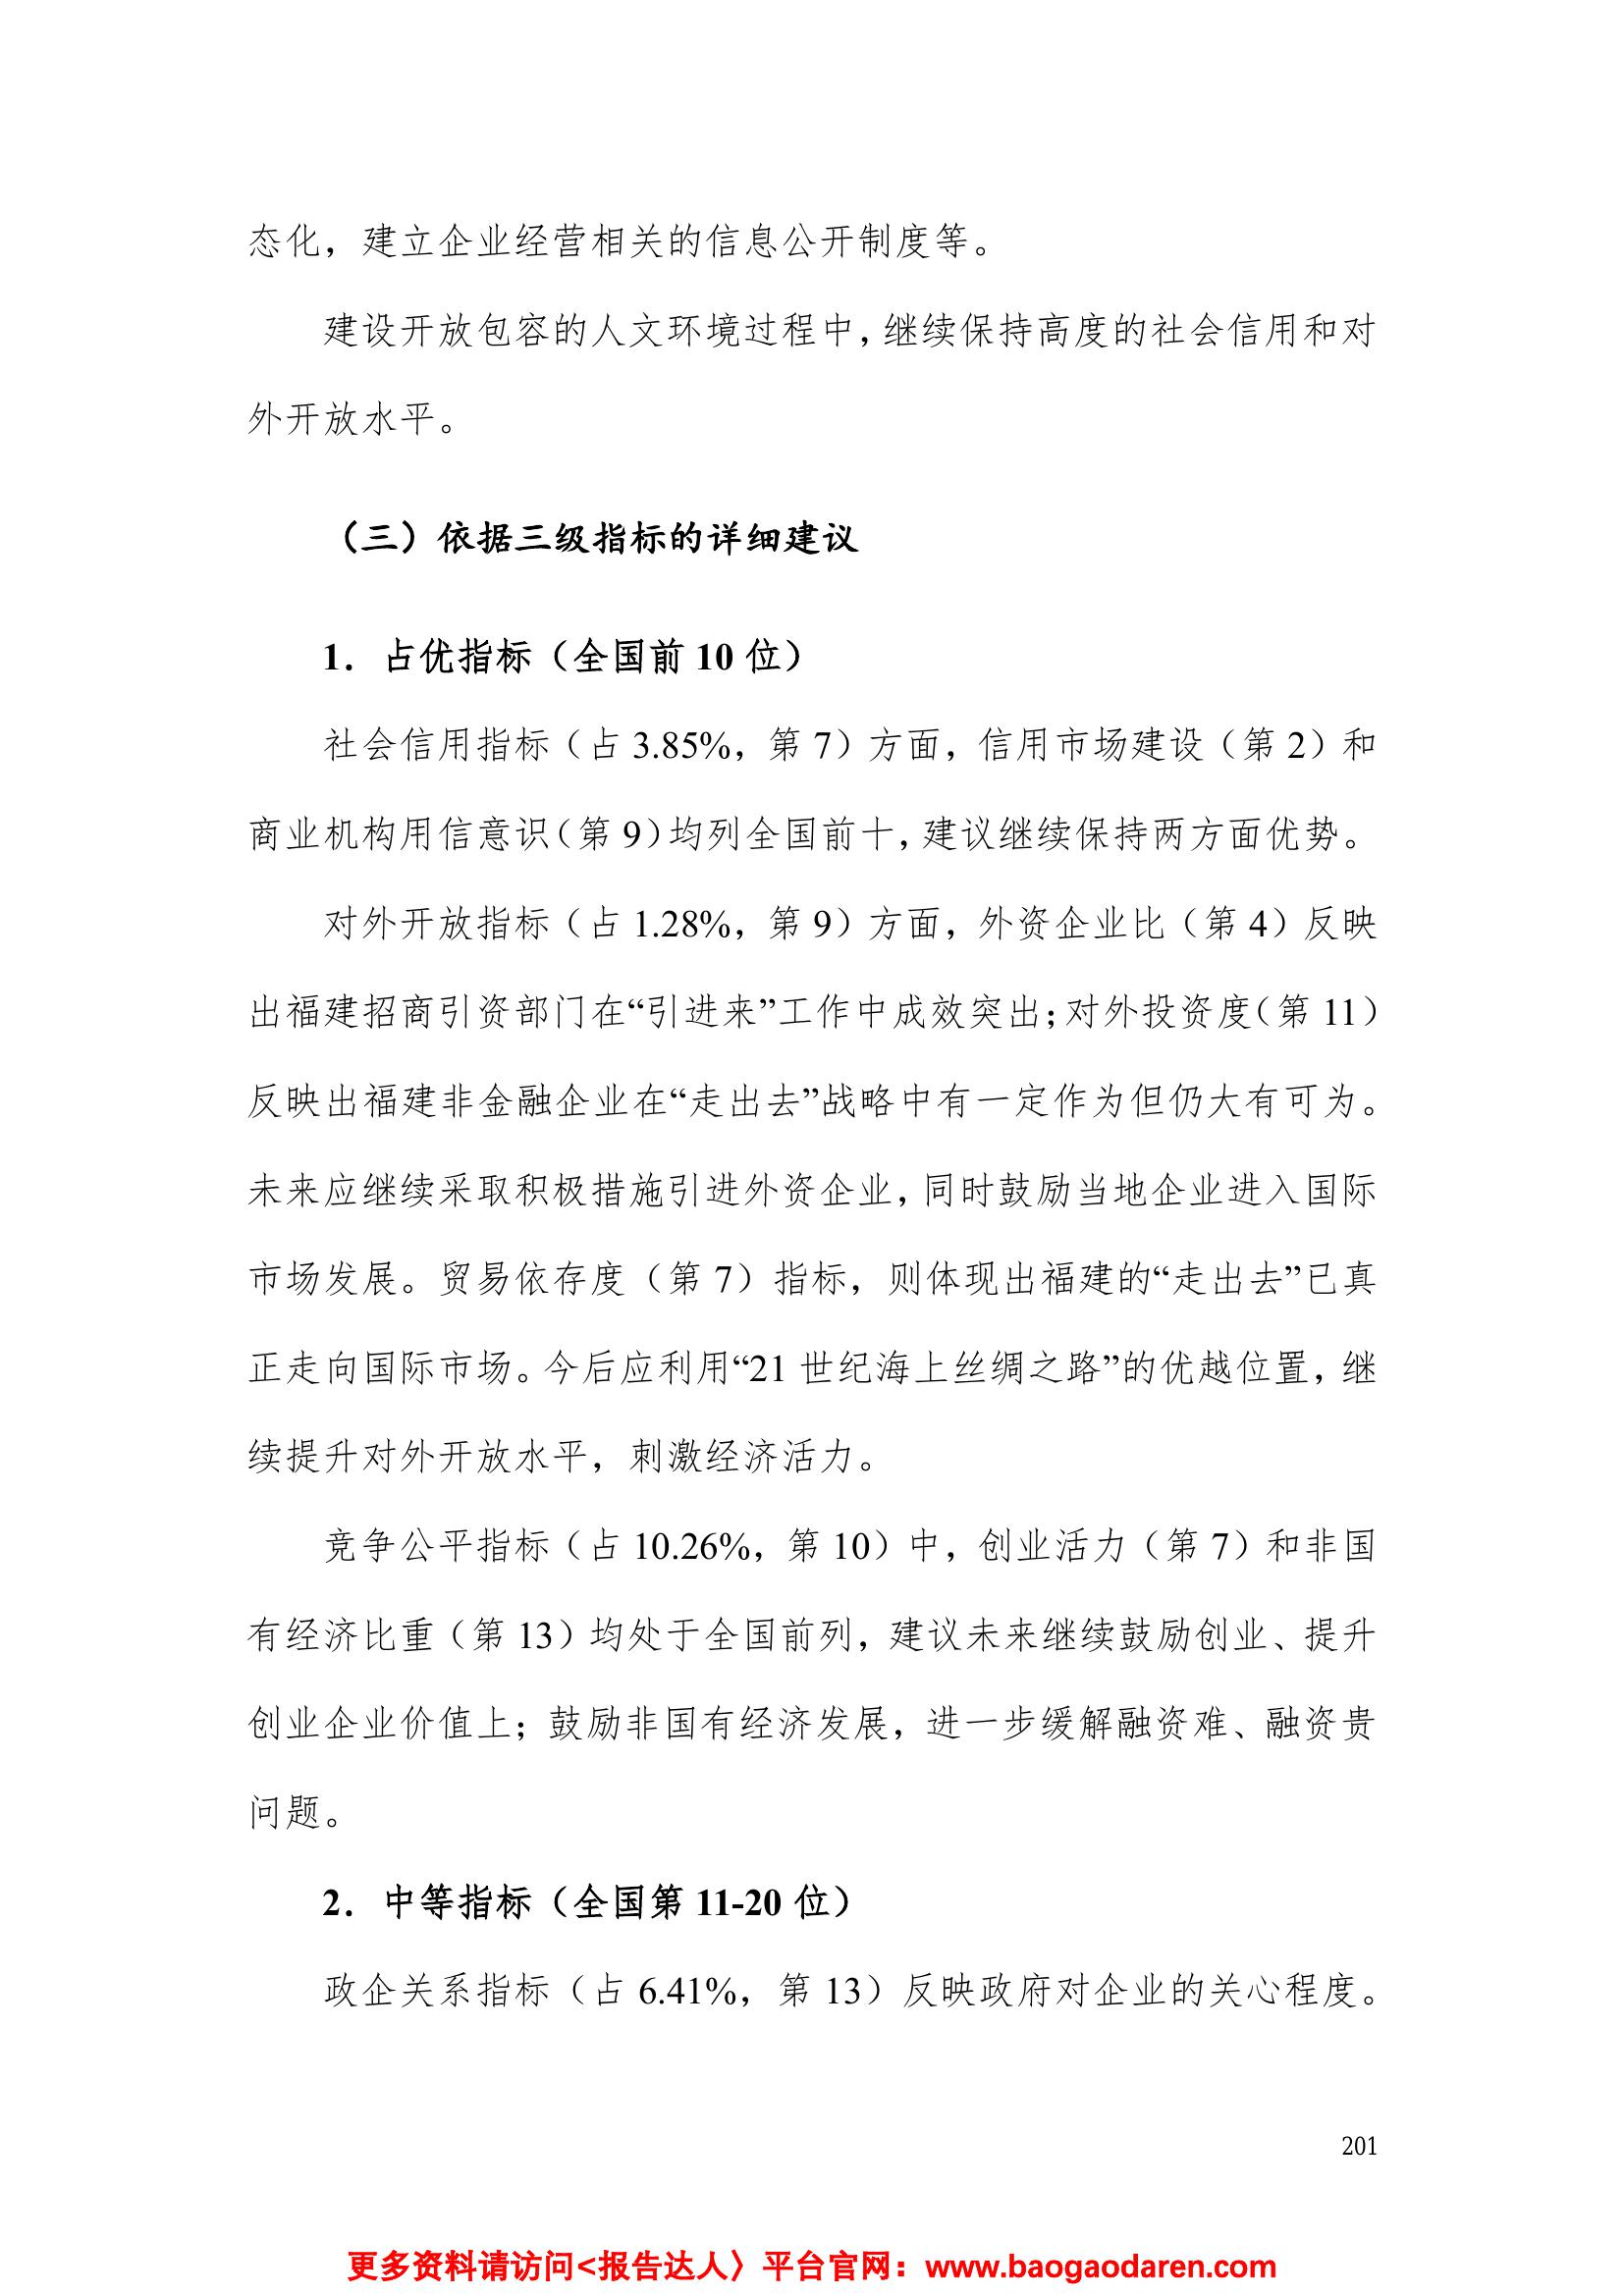 态化，建立企业经营相关的信息公开制度等。
建设开放包容的人文环境过程中，继续保持高度的社会信用和对
外开放水平。
（三）依据三级指标的详细建议
1．占优指标（全国前 10 位）
社会信用指标（占 3.85%，第 7）方面，信用市场建设（第 2）和
商业机构用信意识（第 9）均列全国前十，建议继续保持两方面优势。
对外开放指标（占 1.28%，第 9）方面，外资企业比（第 4）反映
出福建招商引资部门在“引进来”工作中成效突出；对外投资度（第 11）
反映出福建非金融企业在“走出去”战略中有一定作为但仍大有可为。
未来应继续采取积极措施引进外资企业，同时鼓励当地企业进入国际
市场发展。贸易依存度（第 7）指标，则体现出福建的“走出去”已真
正走向国际市场。今后应利用“21 世纪海上丝绸之路”的优越位置，继
续提升对外开放水平，刺激经济活力。
竞争公平指标（占 10.26%，第 10）中，创业活力（第 7）和非国
有经济比重（第 13）均处于全国前列，建议未来继续鼓励创业、提升
创业企业价值上；鼓励非国有经济发展，进一步缓解融资难、融资贵
问题。
2．中等指标（全国第 11-20 位）
政企关系指标（占 6.41%，第 13）反映政府对企业的关心程度。
201
更多资料请访问<报告达人〉平台官网：www.baogaodaren.com